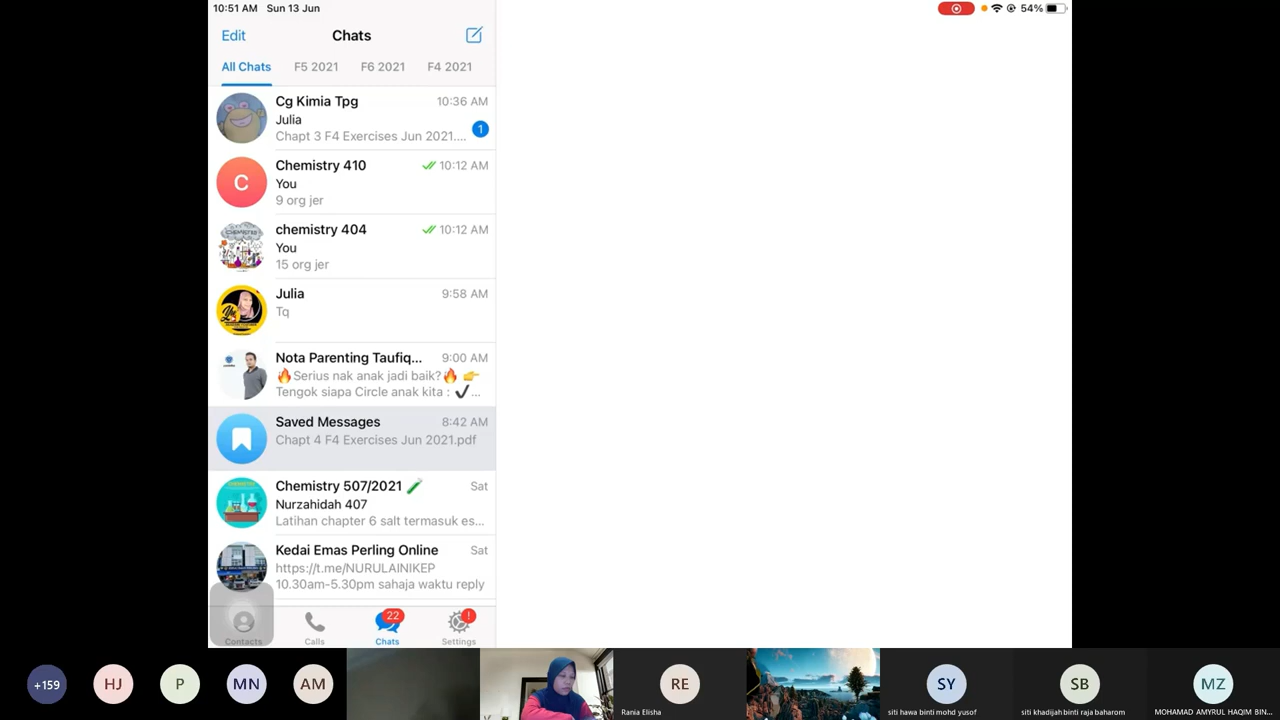 10:51 AM Sun 13 Jun
54%
Edit
Chats
All Chats
F5 2021
F6 2021
F4 2021
Cg Kimia Tpg
10:36 AM
Julia
Chapt 3 F4 Exercises Jun 2021....
1
C
Chemistry 410
10:12 AM
You
9 org jer
chemistry 404
10:12 AM
You
15 org jer
Julia
9:58 AM
Tq
Nota Parenting Taufiq...
9:00 AM
🔥Serius nak anak jadi baik?🔥 👉
Tengok siapa Circle anak kita : ✔...
Saved Messages
8:42 AM
Chapt 4 F4 Exercises Jun 2021.pdf
Chemistry 507/2021
Sat
Nurzahidah 407
Latihan chapter 6 salt termasuk es...
Kedai Emas Perling Online
Sat
https://t.me/NURULAINIKEP
10.30am-5.30pm sahaja waktu reply
22
!
Contacts
Calls
Chats
Settings
+159
HJ
P
MN
AM
RE
Rania Elisha
SY
siti hawa binti mohd yusof
SB
siti khadijah binti raja baharom
MZ
MOHAMAD AMYRUL HAQIM BIN...